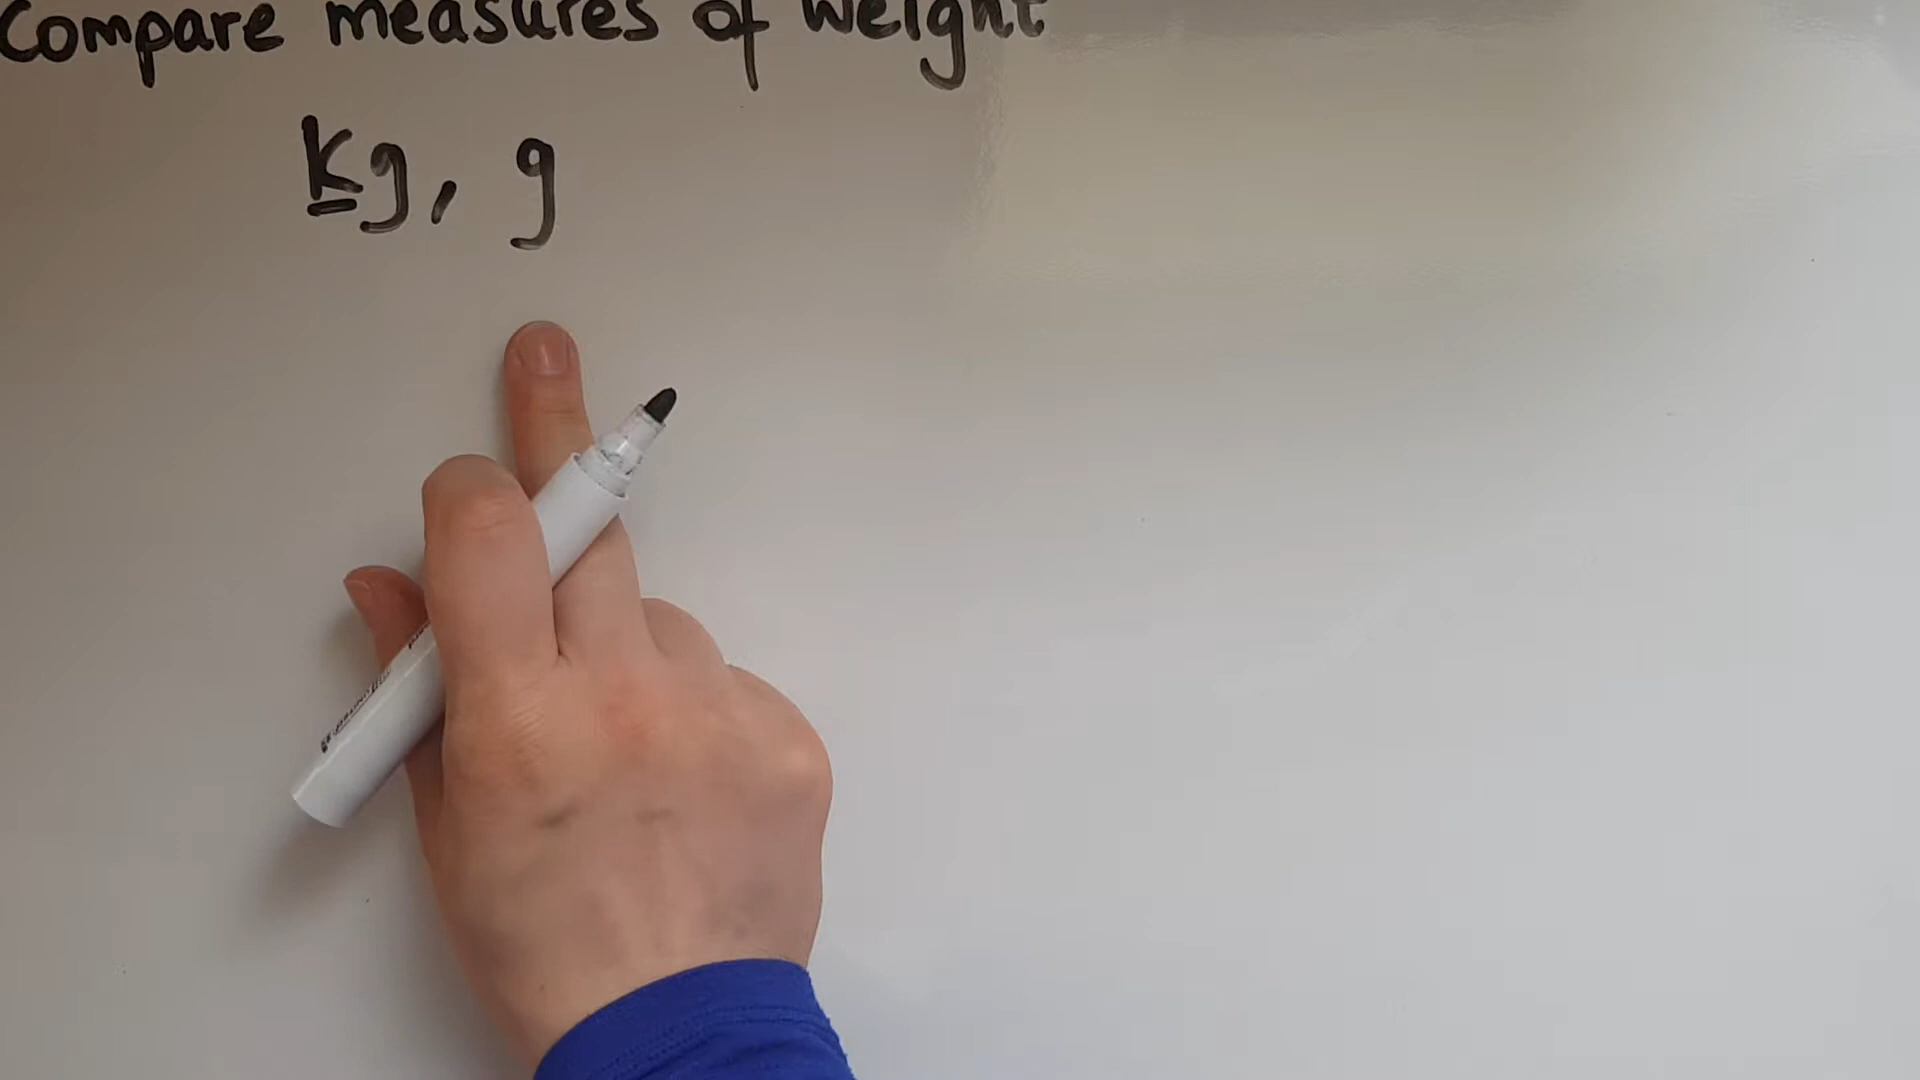 Compare measures of weight
kg, g